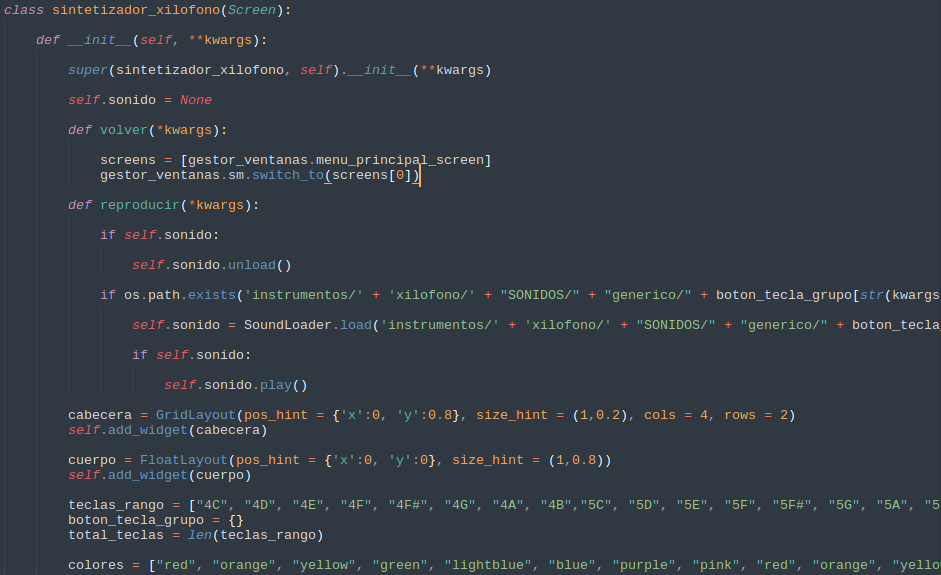 class sintetizador_xilofono(Screen):
def __init__(self, **kwargs):
super(sintetizador_xilofono, self).__init__(**kwargs)
self.sonido = None
def volver(*kwargs):
screens = [gestor_ventanas.menu_principal_screen]
gestor_ventanas.sm.switch_to(screens[0])
def reproducir(*kwargs):
if self.sonido:
self.sonido.unload()
if os.path.exists('instrumentos/' + 'xilofono/' + "SONIDOS/" + "generico/" + boton_tecla_grupo[str(kwargs
self.sonido = SoundLoader.load('instrumentos/' + 'xilofono/' + "SONIDOS/" + "generico/" + boton_tecla
if self.sonido:
self.sonido.play()
cabecera = GridLayout(pos_hint = {'x':0, 'y':0.8}, size_hint = (1,0.2), cols = 4, rows = 2)
self.add_widget(cabecera)
cuerpo = FloatLayout(pos_hint = {'x':0, 'y':0}, size_hint = (1,0.8))
self.add_widget(cuerpo)
teclas_rango = ["4C", "4D", "4E", "4F", "4F#", "4G", "4A", "4B","5C", "5D", "5E", "5F", "5F#", "5G", "5A", "5
boton_tecla_grupo = {}
total_teclas = len(teclas_rango)
colores = ["red", "orange", "yellow", "green", "lightblue", "blue", "purple", "pink", "red", "orange", "yello